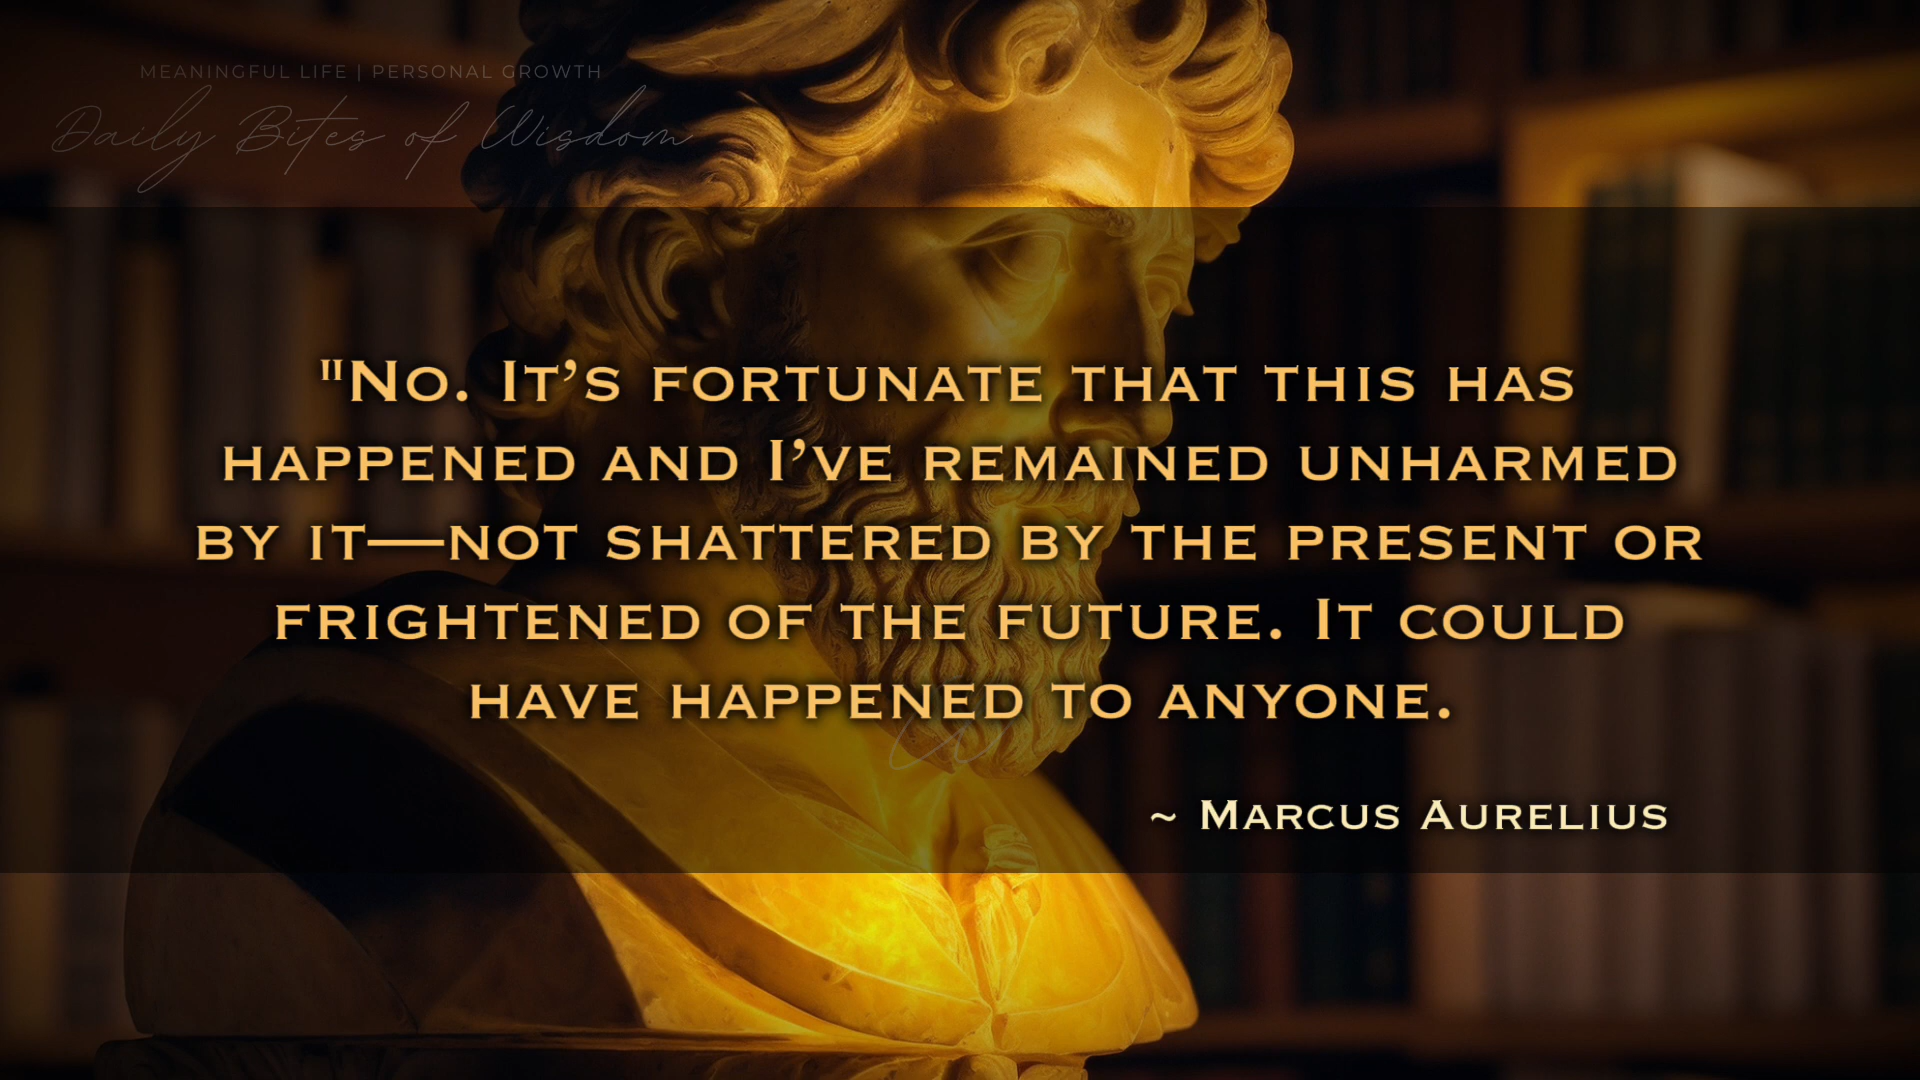 MEANINGFUL LIFE | PERSONAL GROWTH
Daily Bites of Wisdom
"No. It’s fortunate that this has
happened and I’ve remained unharmed
by it—not shattered by the present or
frightened of the future. It could
have happened to anyone.
~ Marcus Aurelius